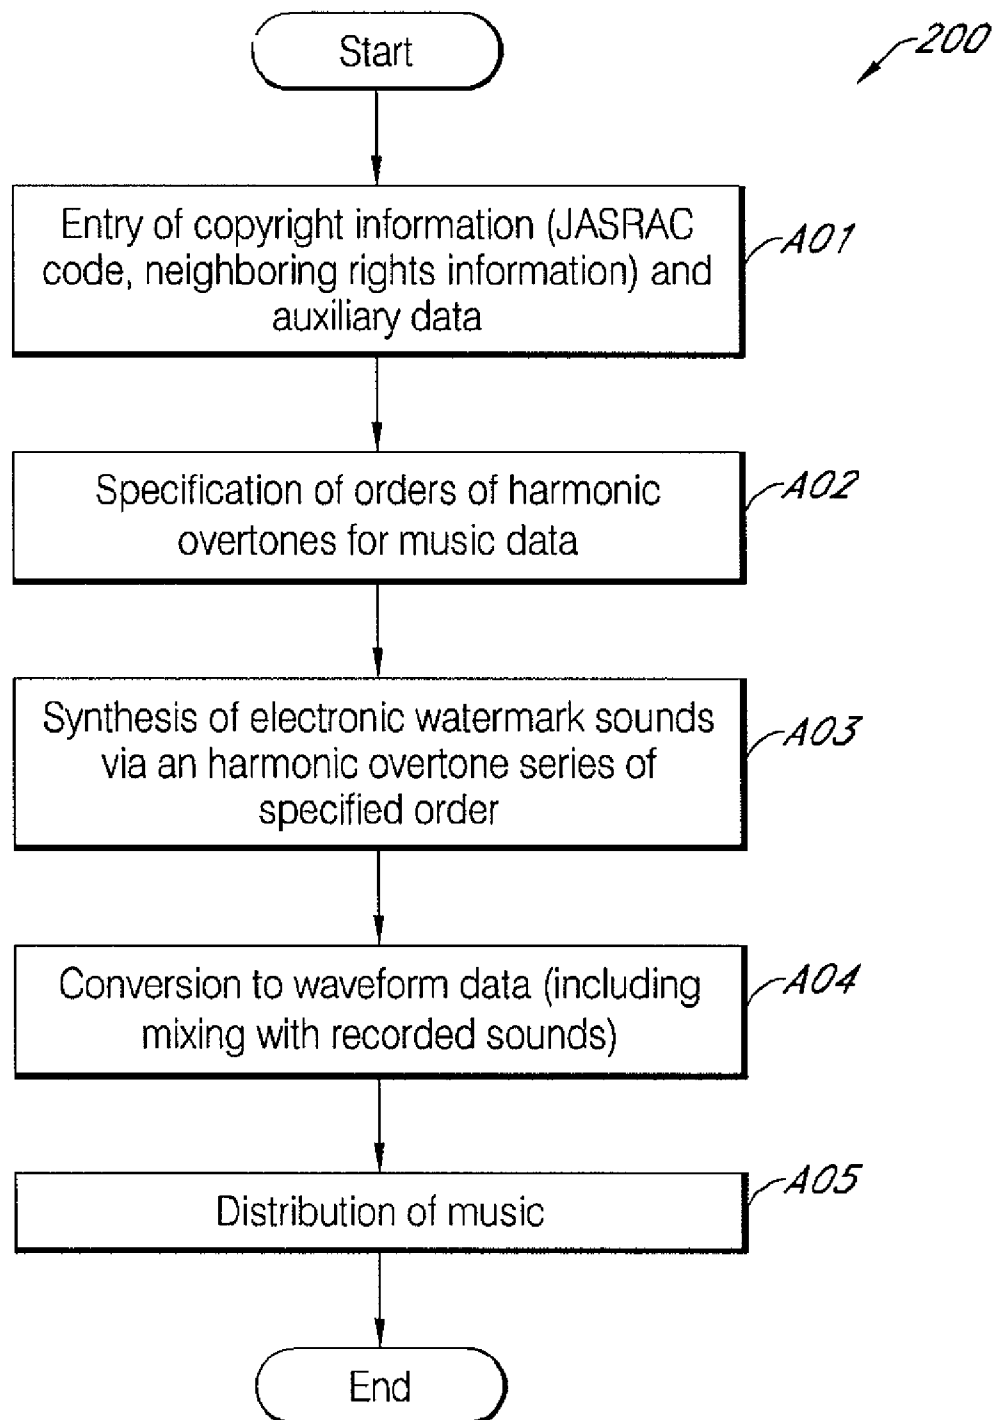 Start
200
Entry of copyright information (JASRAC
code, neighboring rights information) and
auxiliary data
A01
Specification of orders of harmonic
overtones for music data
A02
Synthesis of electronic watermark sounds
via an harmonic overtone series of
specified order
A03
Conversion to waveform data (including
mixing with recorded sounds)
A04
Distribution of music
A05
End